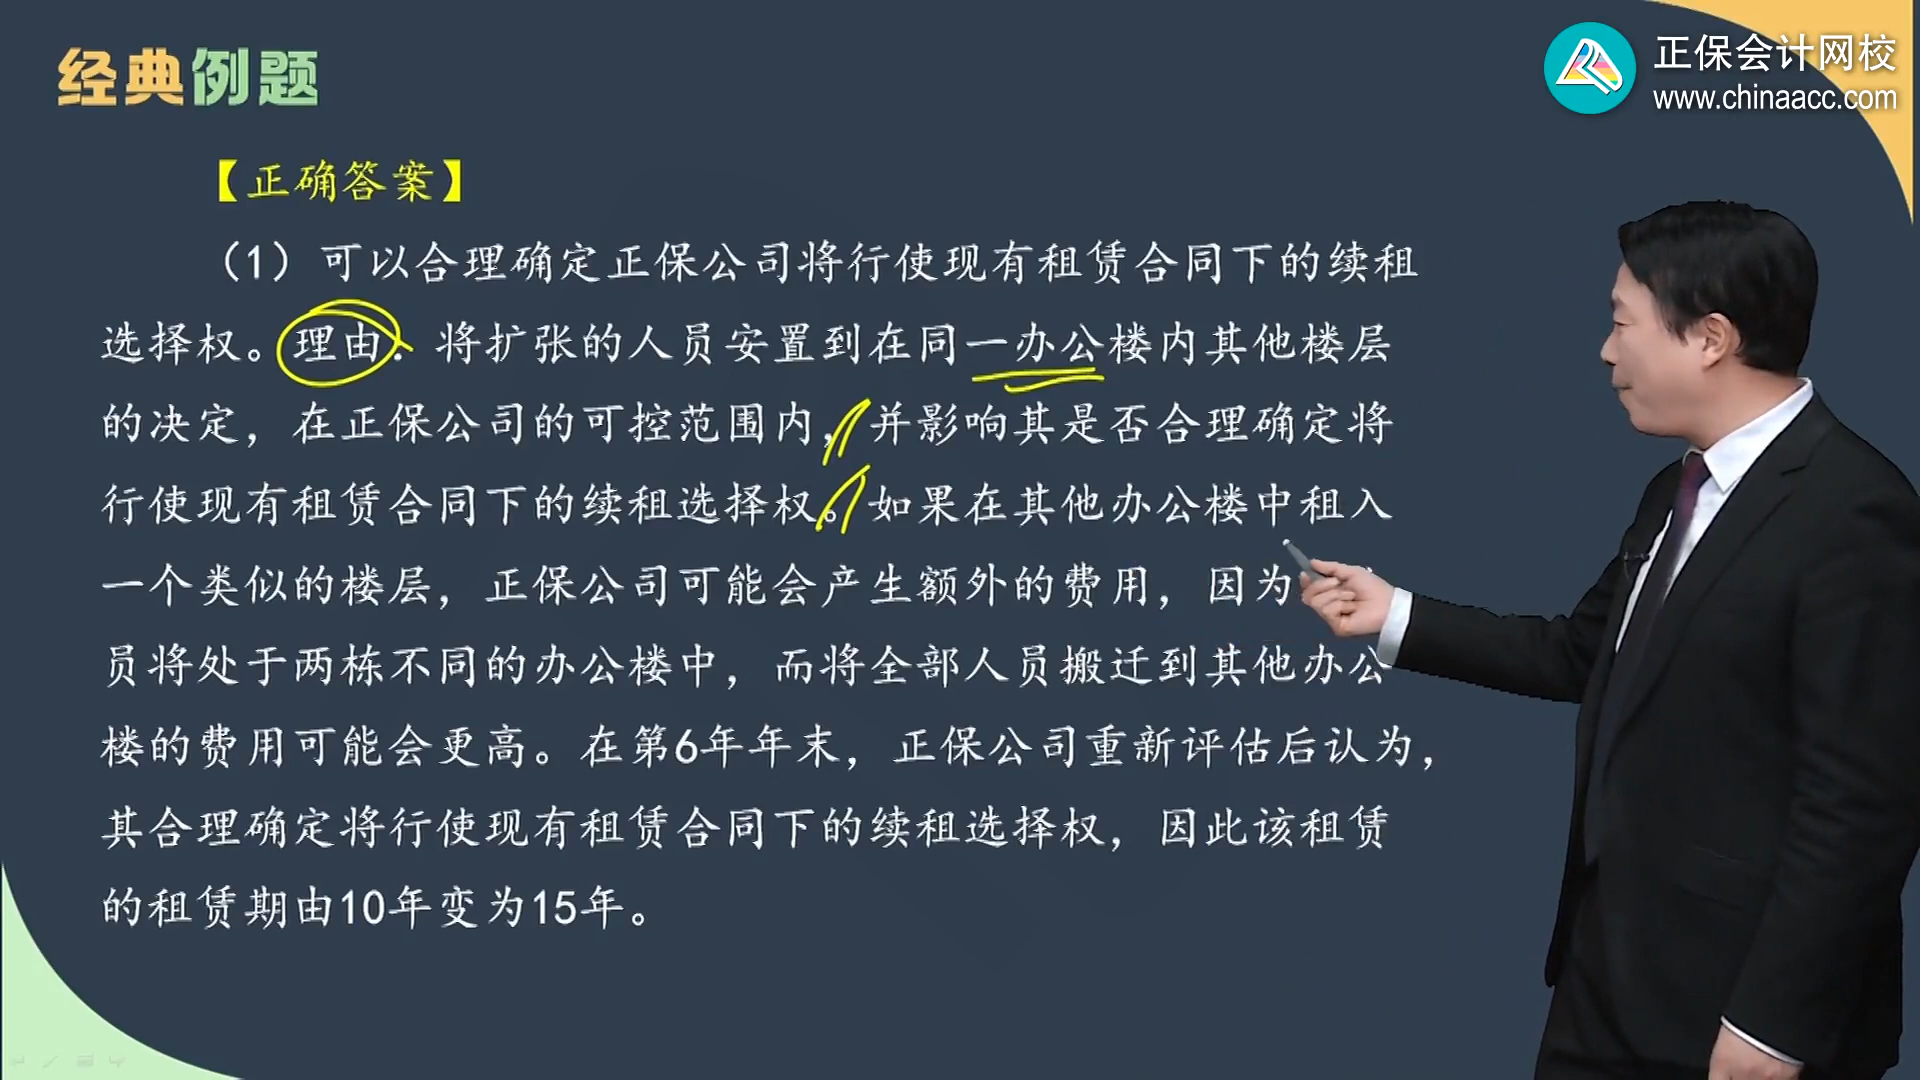 经典例题
正保会计网校
www.chinaacc.com
【正确答案】
（1）可以合理确定正保公司将行使现有租赁合同下的续租
选择权。理由：将扩张的人员安置到在同一办公楼内其他楼层
的决定，在正保公司的可控范围内，并影响其是否合理确定将
行使现有租赁合同下的续租选择权。如果在其他办公楼中租入
一个类似的楼层，正保公司可能会产生额外的费用，因为
员将处于两栋不同的办公楼中，而将全部人员搬迁到其他办公
楼的费用可能会更高。在第6年年末，正保公司重新评估后认为，
其合理确定将行使现有租赁合同下的续租选择权，因此该租赁
的租赁期由10年变为15年。